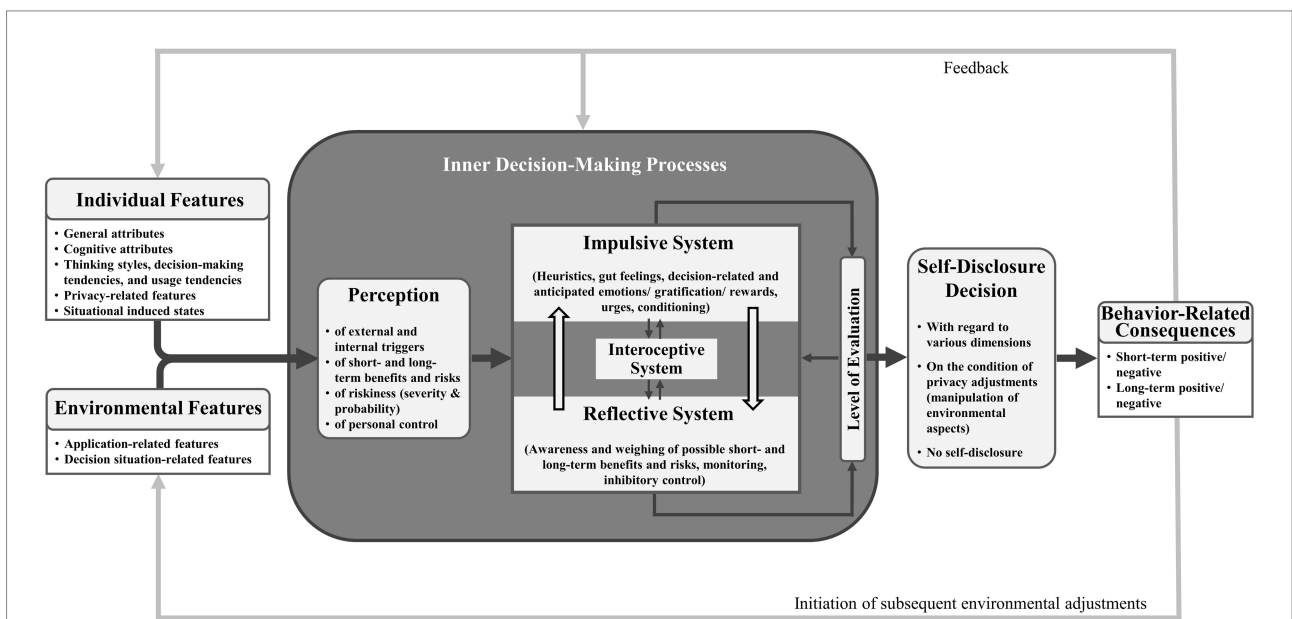 Feedback
Inner Decision-Making Processes
Individual Features
• General attributes
• Cognitive attributes
• Thinking styles, decision-making
tendencies, and usage tendencies
• Privacy-related features
• Situational induced states
Environmental Features
• Application-related features
• Decision situation-related features
Perception
• of external and
internal triggers
• of short- and long-
term benefits and risks
• of riskiness (severity &
probability)
• of personal control
Impulsive System
(Heuristics, gut feelings, decision-related and
anticipated emotions/ gratification/ rewards,
urges, conditioning)
Interoceptive
System
Reflective System
(Awareness and weighing of possible short- and
long-term benefits and risks, monitoring,
inhibitory control)
Level of Evaluation
Self-Disclosure
Decision
• With regard to
various dimensions
• On the condition of
privacy adjustments
(manipulation of
environmental
aspects)
• No self-disclosure
Behavior-Related
Consequences
• Short-term positive/
negative
• Long-term positive/
negative
Initiation of subsequent environmental adjustments